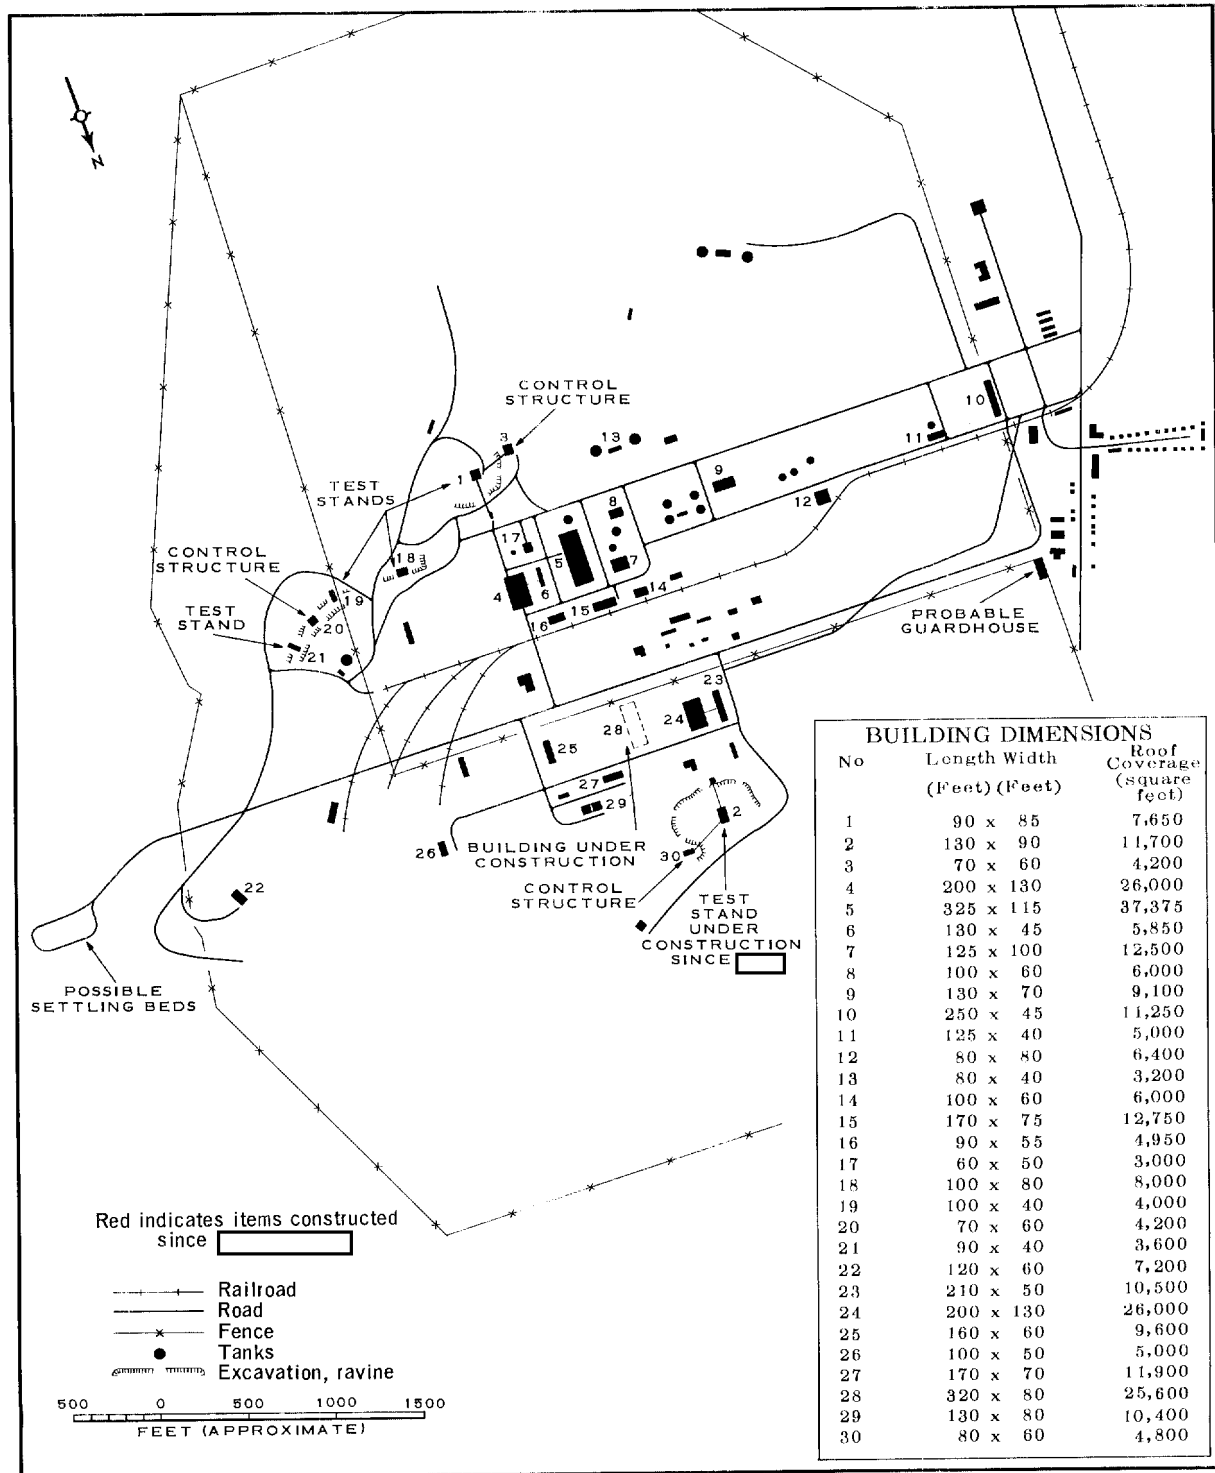 N
CONTROL
STRUCTURE
3
13
10
11
1
TEST
STANDS
9
8
12
17
CONTROL
STRUCTURE
18
5
7
6
4
14
19
15
TEST
STAND
20
16
PROBABLE
GUARDHOUSE
21
23
24
28
25
27
29
2
26
BUILDING UNDER
CONSTRUCTION
30
CONTROL
STRUCTURE
22
TEST
STAND
UNDER
CONSTRUCTION
SINCE
POSSIBLE
SETTLING BEDS
BUILDING DIMENSIONS
No Length Width Roof Coverage
(Feet) (Feet) (square feet)
1 90 x 85 7,650
2 130 x 90 11,700
3 70 x 60 4,200
4 200 x 130 26,000
5 325 x 115 37,375
6 130 x 45 5,850
7 125 x 100 12,500
8 100 x 60 6,000
9 130 x 70 9,100
10 250 x 45 11,250
11 125 x 40 5,000
12 80 x 80 6,400
13 80 x 40 3,200
14 100 x 60 6,000
15 170 x 75 12,750
16 90 x 55 4,950
17 60 x 50 3,000
18 100 x 80 8,000
19 100 x 40 4,000
20 70 x 60 4,200
21 90 x 40 3,600
22 120 x 60 7,200
23 210 x 50 10,500
24 200 x 130 26,000
25 160 x 60 9,600
26 100 x 50 5,000
27 170 x 70 11,900
28 320 x 80 25,600
29 130 x 80 10,400
30 80 x 60 4,800
Red indicates items constructed
since
Railroad
Road
Fence
Tanks
Excavation, ravine
500 0 500 1000 1500
FEET (APPROXIMATE)